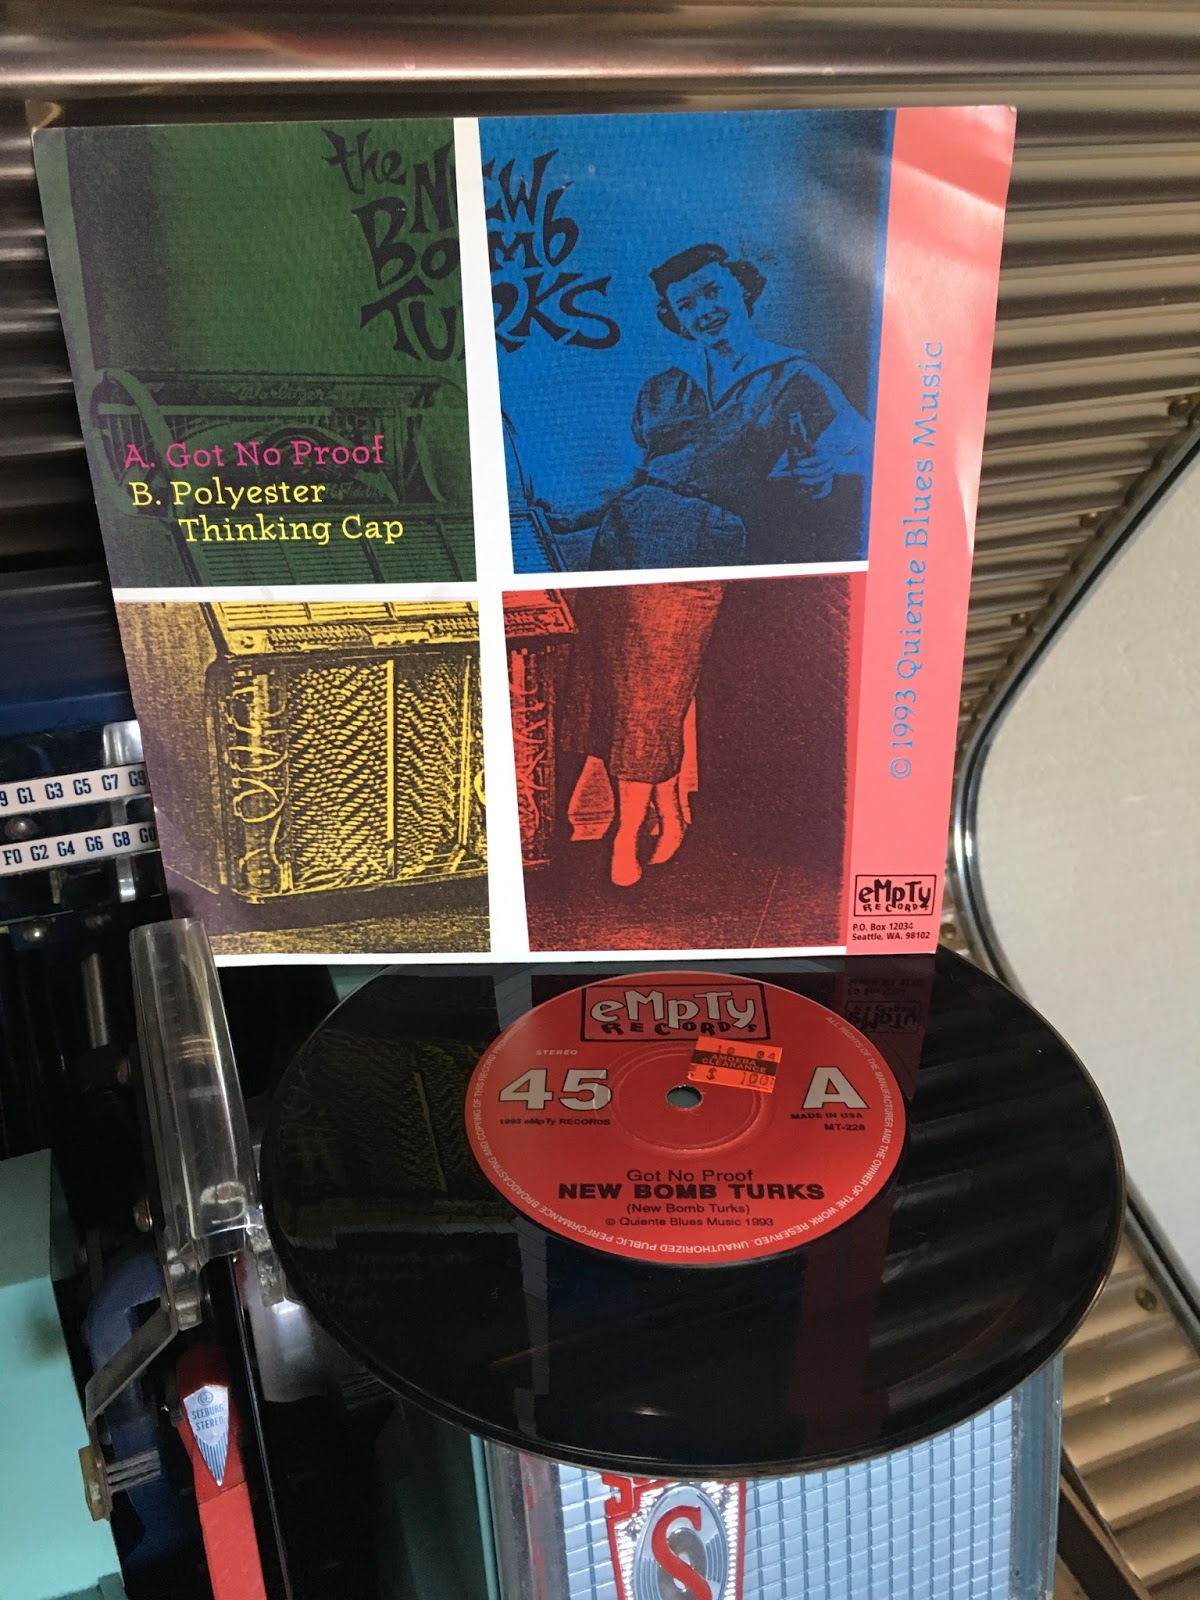 the NEW
BOMB
TURKS
Wurlitzer
A. Got No Proof
B. Polyester
Thinking Cap
© 1993 Quiente Blues Music
eMpTy
RECORDS
P.O. Box 12034
Seattle, WA. 98102
G1 G3 G5 G7 G9
F0 G2 G4 G6 G8 G0
eMpTy
RECORDS
STEREO
45
AMOEBA
CLEARANCE
A
MADE IN USA
MT-228
Got No Proof
NEW BOMB TURKS
(New Bomb Turks)
© Quiente Blues Music 1993
ALL RIGHTS OF THE MANUFACTURER AND THE OWNER OF THE WORK RESERVED. UNAUTHORIZED PUBLIC PERFORMANCE BROADCASTING AND COPYING OF THIS RECORD
SEEBURG
STEREO
S